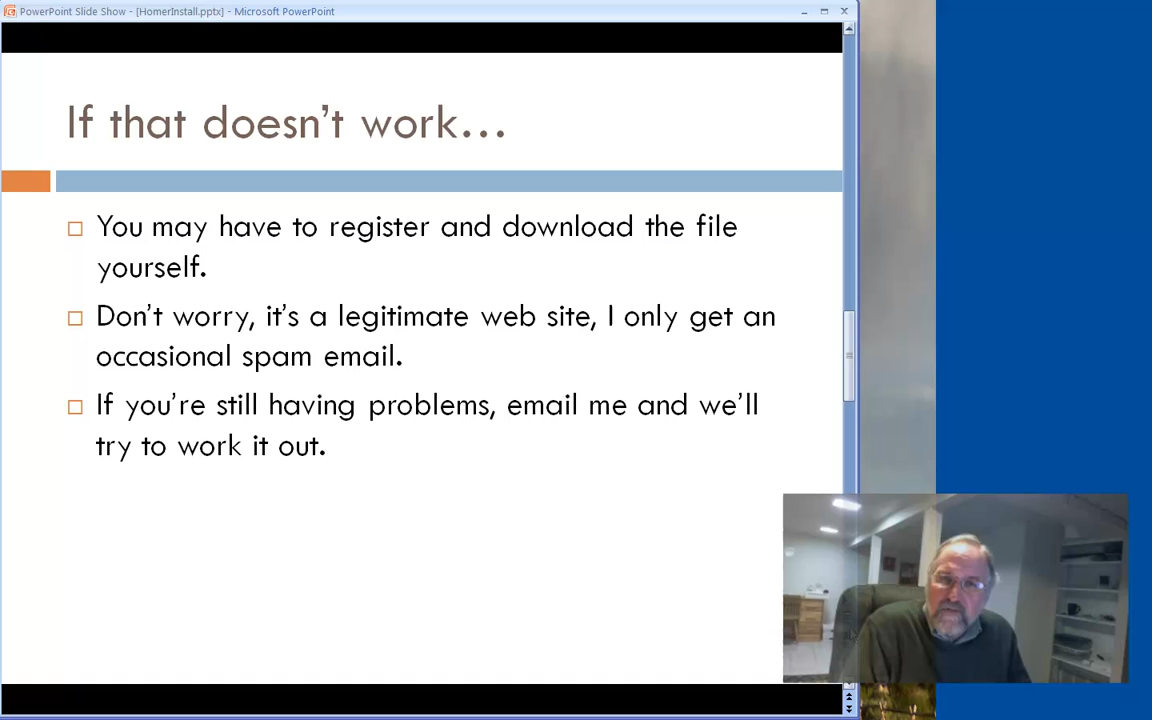 PowerPoint Slide Show - [HomerInstall.pptx] - Microsoft PowerPoint
If that doesn't work...
You may have to register and download the file
yourself.
Don't worry, it's a legitimate web site, I only get an
occasional spam email.
If you're still having problems, email me and we'll
try to work it out.